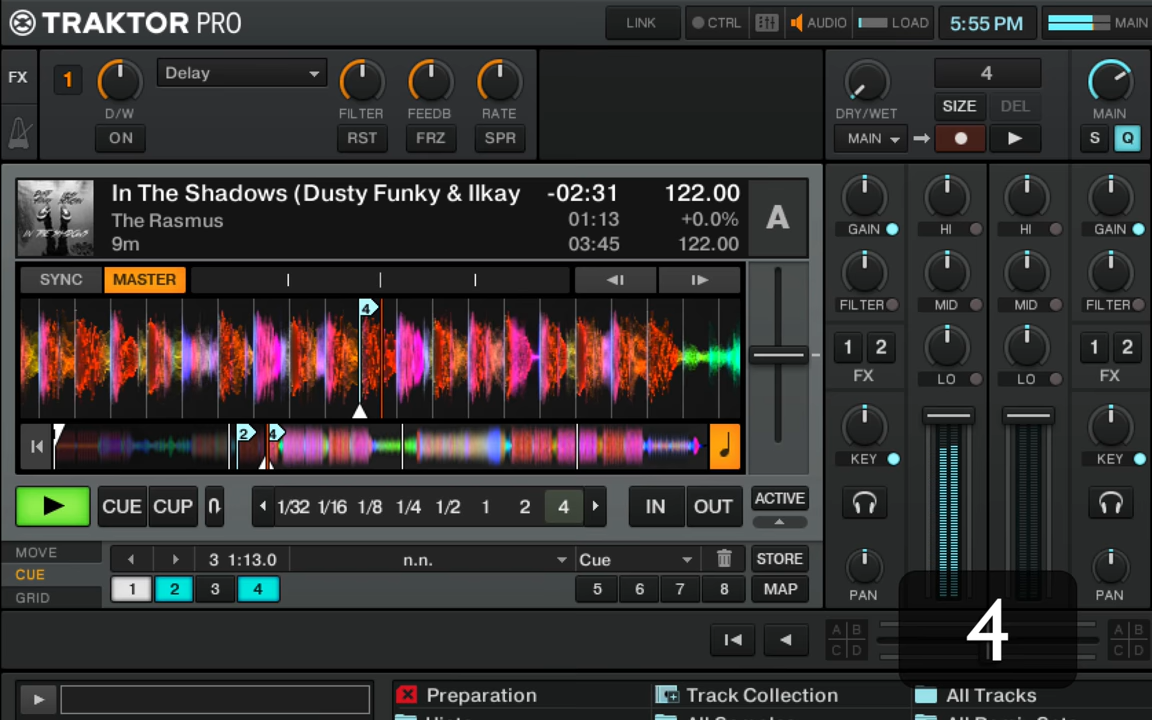 TRAKTOR PRO
LINK CTRL AUDIO LOAD 5:55 PM MAIN
FX 1 Delay 4
D/W FILTER FEEDB RATE DRY/WET SIZE DEL MAIN
ON RST FRZ SPR MAIN S Q
In The Shadows (Dusty Funky & Ilkay -02:31 122.00
The Rasmus 01:13 +0.0% A
9m 03:45 122.00
GAIN HI HI GAIN
SYNC MASTER
FILTER MID MID FILTER
4
1 2 1 2
FX LO LO FX
2 4
KEY KEY
CUE CUP 1/32 1/16 1/8 1/4 1/2 1 2 4 IN OUT ACTIVE
MOVE 3 1:13.0 n.n. Cue STORE
CUE
GRID 1 2 3 4 5 6 7 8 MAP
PAN PAN
A B A B
C D C D
4
Preparation Track Collection All Tracks